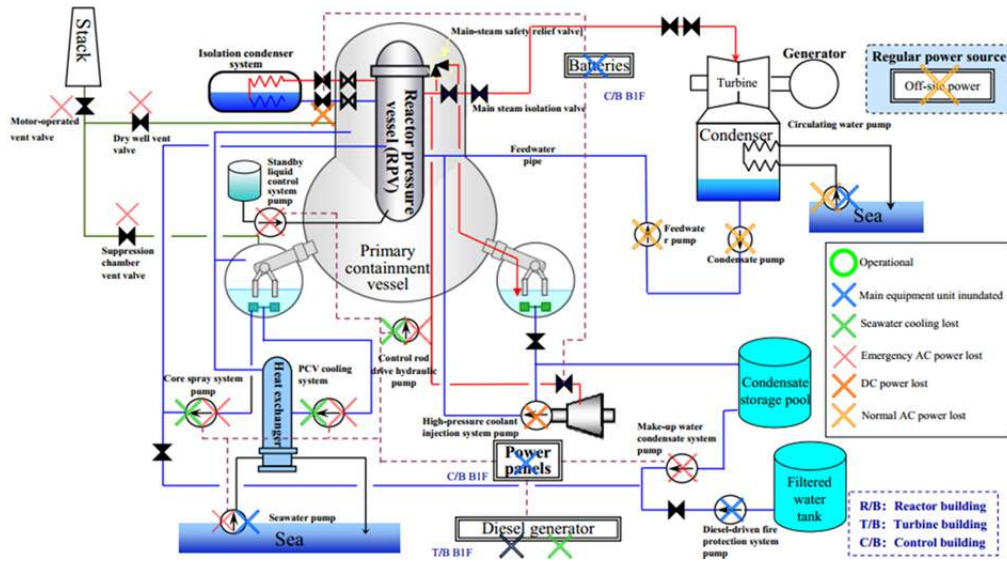 Stack
Motor-operated
vent valve
Dry well vent
valve
Isolation condenser
system
Main-steam safety relief valve
Main steam isolation valve
Batteries
C/B B1F
Turbine
Generator
Regular power source
Off-site power
Condenser
Circulating water pump
Sea
Feedwater
pipe
Feedwate
r pump
Condensate pump
Reactor pressure
vessel (RPV)
Standby
liquid
control
system
pump
Suppression
chamber
vent valve
Primary
containment
vessel
Control rod
drive hydraulic
pump
Core spray system
pump
PCV cooling
system
Heat exchanger
Seawater pump
Sea
High-pressure coolant
injection system pump
Power
panels
C/B B1F
Diesel generator
T/B B1F
Condensate
storage pool
Make-up water
condensate system
pump
Filtered
water
tank
Diesel-driven fire
protection system
pump
Operational
Main equipment unit inundated
Seawater cooling lost
Emergency AC power lost
DC power lost
Normal AC power lost
R/B: Reactor building
T/B: Turbine building
C/B: Control building